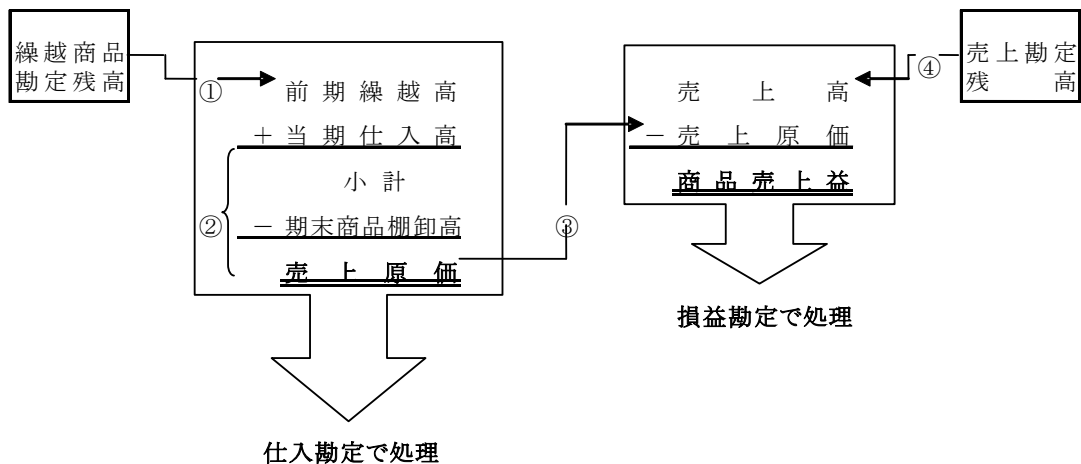 繰越商品
勘定残高
①
前期繰越高
＋当期仕入高
小計
②
－期末商品棚卸高
売上原価
仕入勘定で処理
③
売上高
－売上原価
商品売上益
損益勘定で処理
④
売上勘定
残高